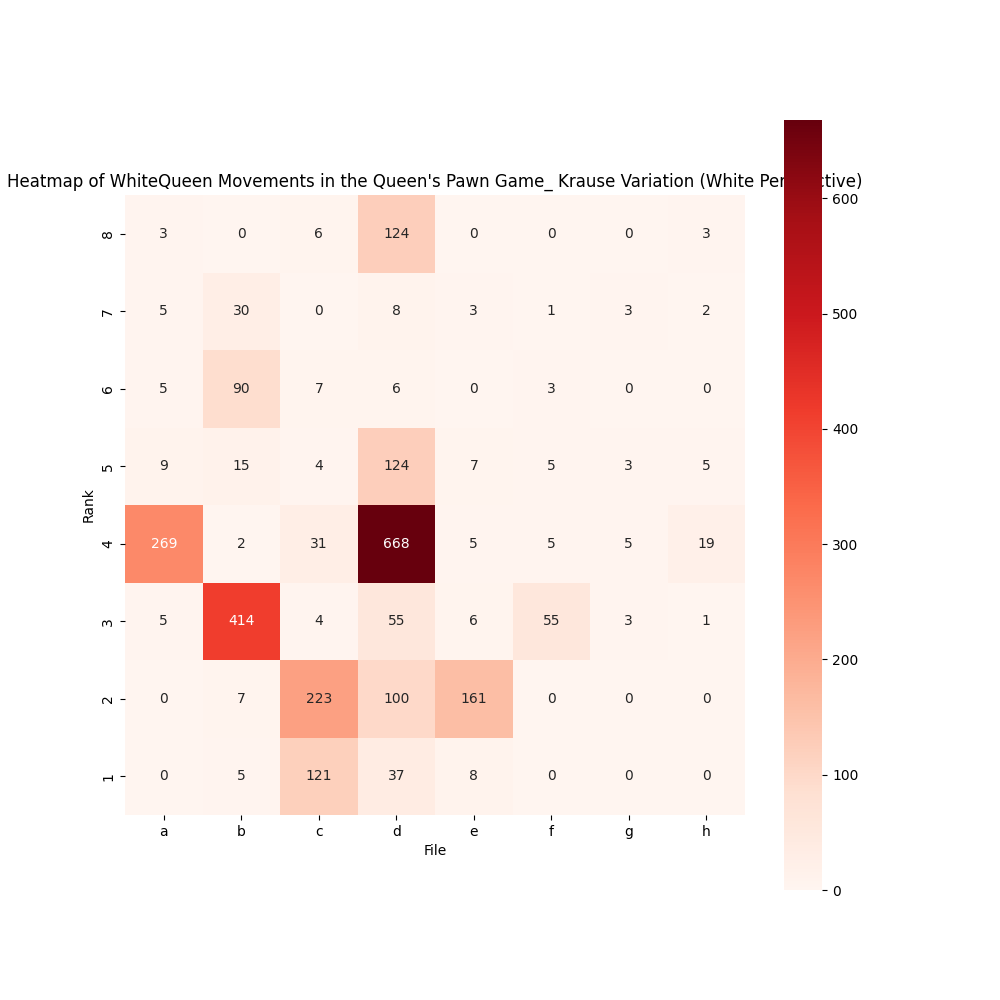 Heatmap of WhiteQueen Movements in the Queen's Pawn Game_ Krause Variation (White Per ctive)
8 3 0 6 124 0 0 0 3
7 5 30 0 8 3 1 3 2
6 5 90 7 6 0 3 0 0
5 9 15 4 124 7 5 3 5
Rank
4 269 2 31 668 5 5 5 19
3 5 414 4 55 6 55 3 1
2 0 7 223 100 161 0 0 0
1 0 5 121 37 8 0 0 0
a b c d e f g h
File
600
500
400
300
200
100
0